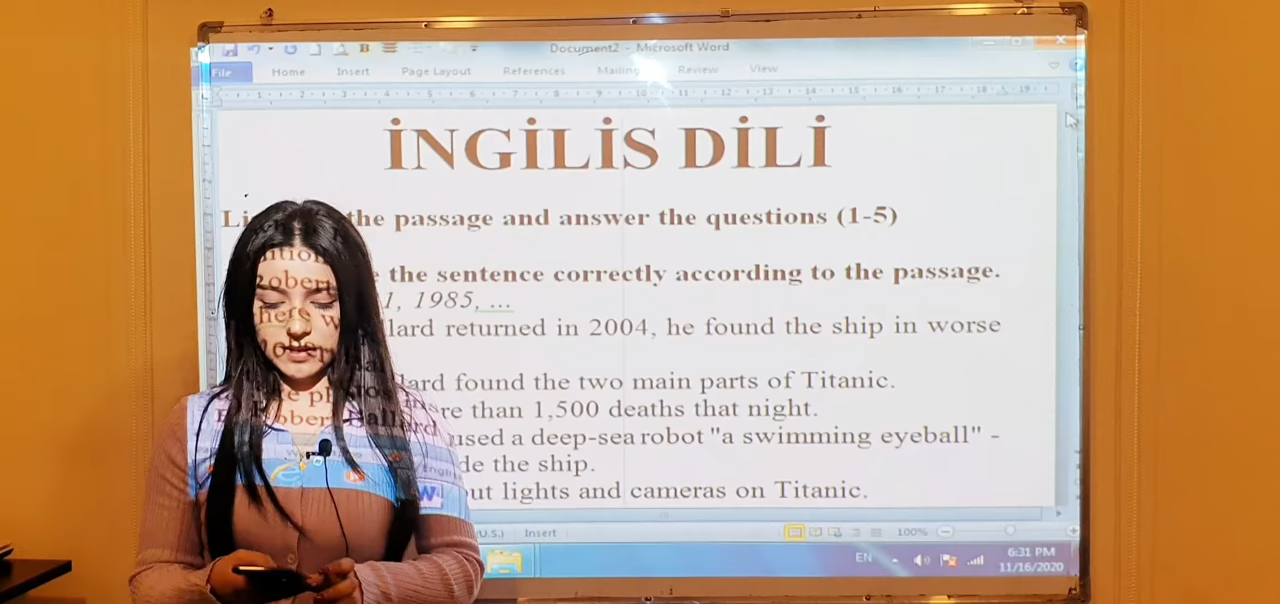 Document2 - Microsoft Word
File Home Insert Page Layout References Mailing Review View
İNGİLİS DİLİ
the passage and answer the questions (1-5)
the sentence correctly according to the passage.
1, 1985, ...
lard returned in 2004, he found the ship in worse
lard found the two main parts of Titanic.
re than 1,500 deaths that night.
used a deep-sea robot "a swimming eyeball" -
de the ship.
ut lights and cameras on Titanic.
Insert 100%
EN 6:31 PM
11/16/2020